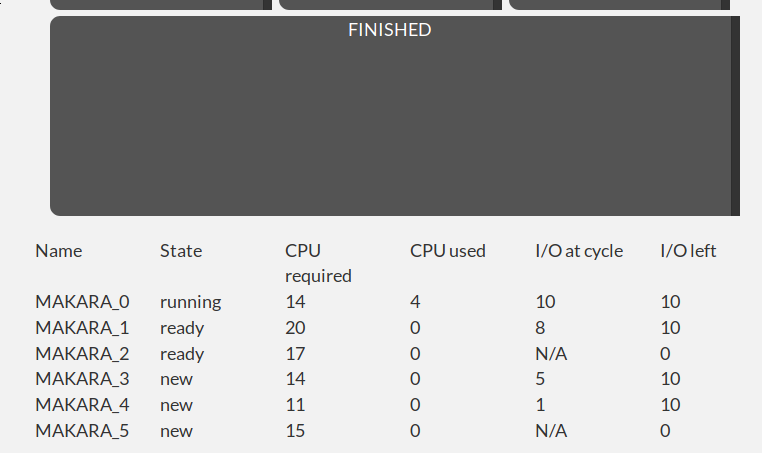 FINISHED
Name State CPU required CPU used I/O at cycle I/O left
MAKARA_0 running 14 4 10 10
MAKARA_1 ready 20 0 8 10
MAKARA_2 ready 17 0 N/A 0
MAKARA_3 new 14 0 5 10
MAKARA_4 new 11 0 1 10
MAKARA_5 new 15 0 N/A 0